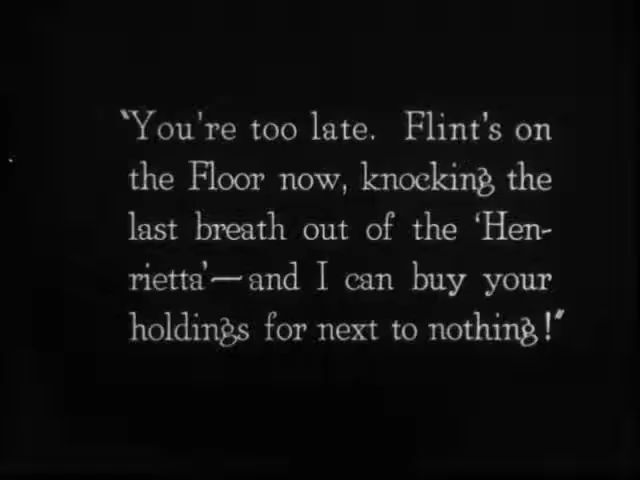 "You're too late. Flint's on
the Floor now, knocking the
last breath out of the 'Hen-
rietta'—and I can buy your
holdings for next to nothing!"